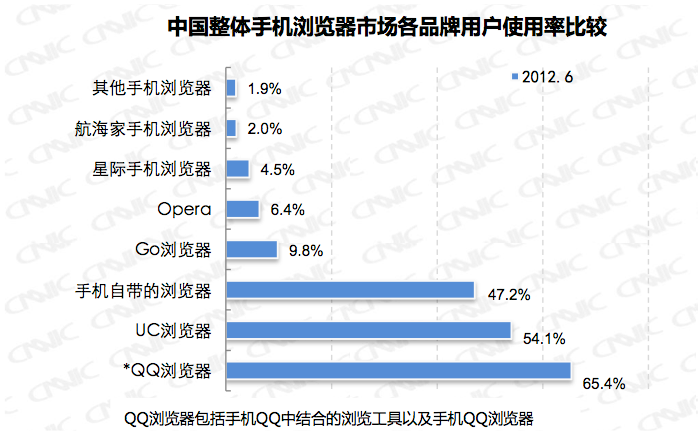 中国整体手机浏览器市场各品牌用户使用率比较
2012. 6
其他手机浏览器 1.9%
航海家手机浏览器 2.0%
星际手机浏览器 4.5%
Opera 6.4%
Go浏览器 9.8%
手机自带的浏览器 47.2%
UC浏览器 54.1%
*QQ浏览器 65.4%
QQ浏览器包括手机QQ中结合的浏览工具以及手机QQ浏览器
CNNIC